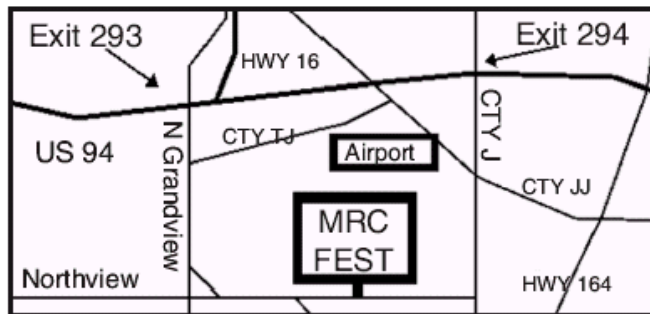 Exit 293
Exit 294
HWY 16
CTY J
CTY TJ
US 94
N Grandview
Airport
CTY JJ
MRC
FEST
Northview
HWY 164